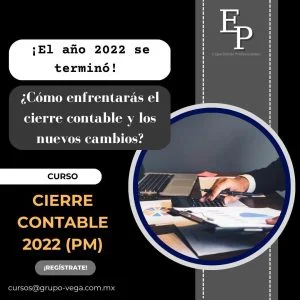 EP
¡El año 2022 se
terminó!
¿Cómo enfrentarás el
cierre contable y los
nuevos cambios?
CURSO
CIERRE
CONTABLE
2022 (PM)
¡REGÍSTRATE!
cursos@grupo-vega.com.mx